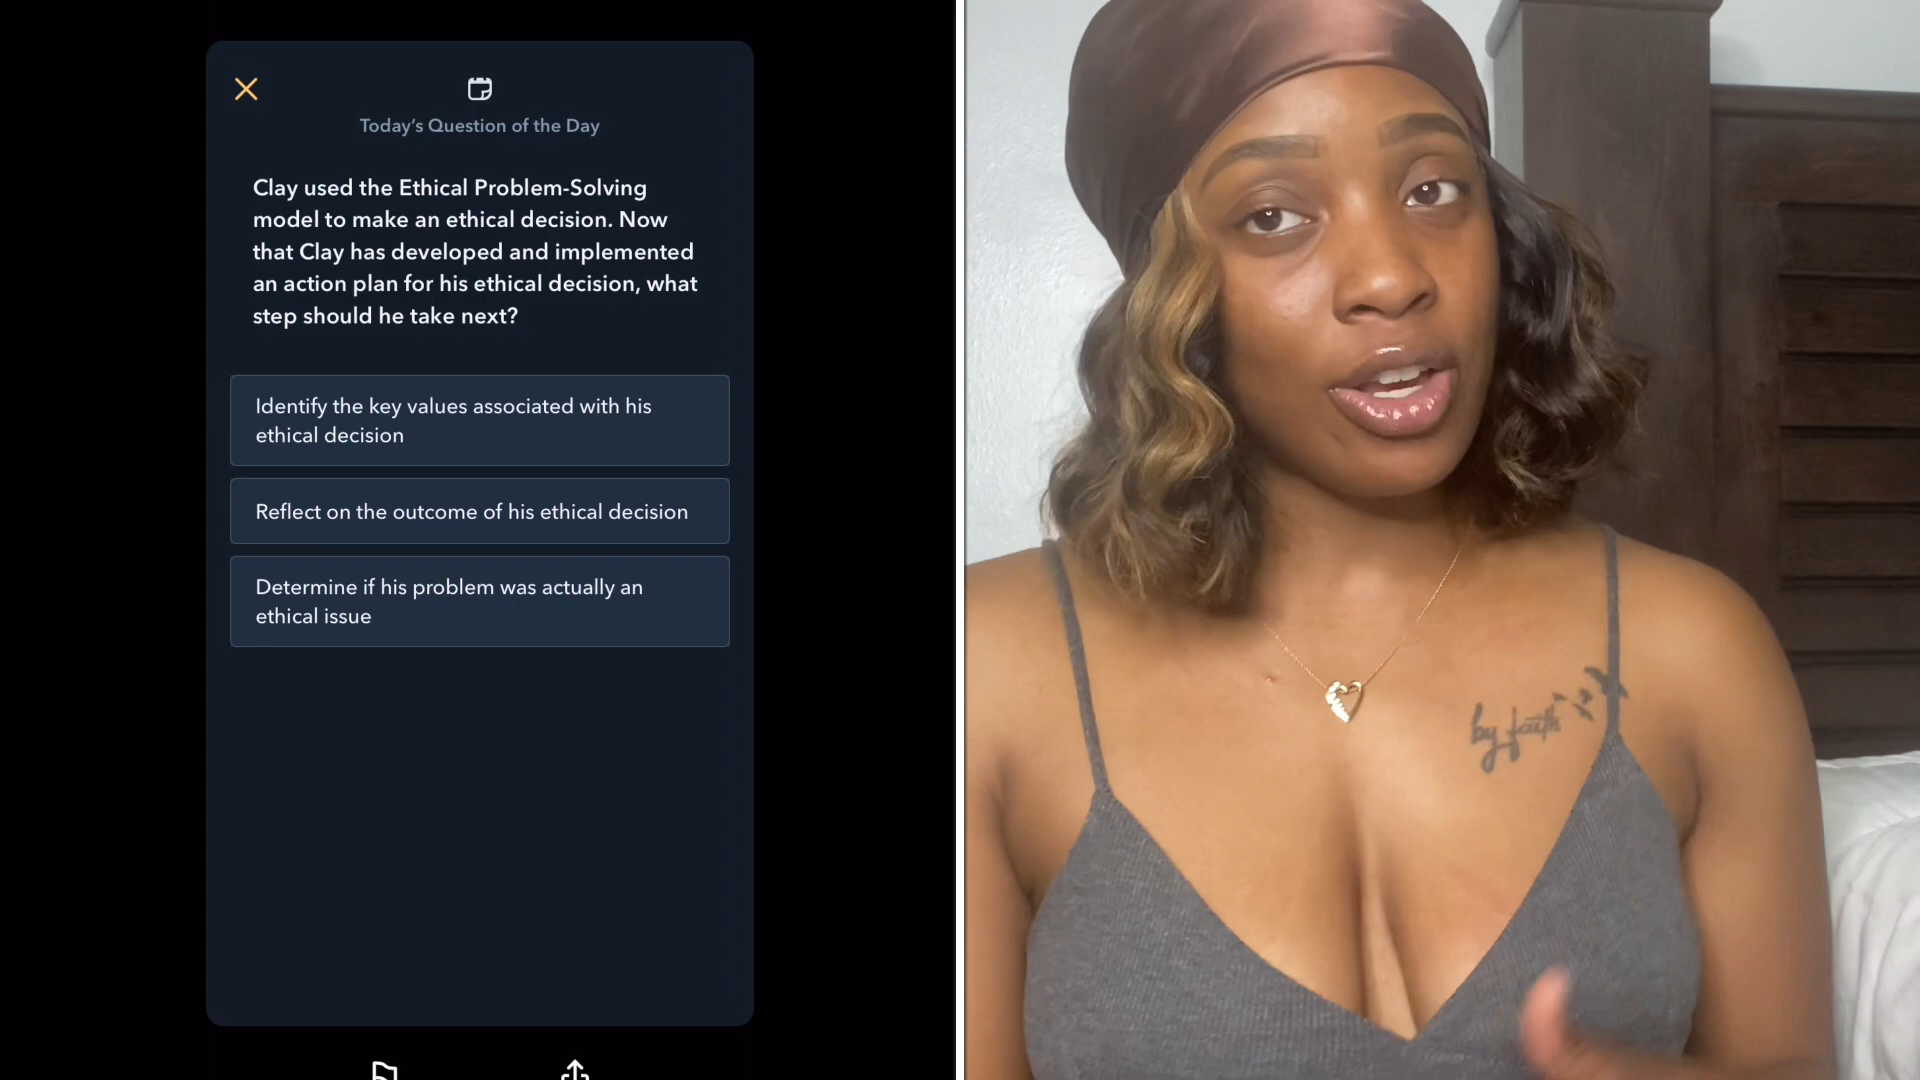 Today's Question of the Day
Clay used the Ethical Problem-Solving
model to make an ethical decision. Now
that Clay has developed and implemented
an action plan for his ethical decision, what
step should he take next?
Identify the key values associated with his
ethical decision
Reflect on the outcome of his ethical decision
Determine if his problem was actually an
ethical issue
by faith